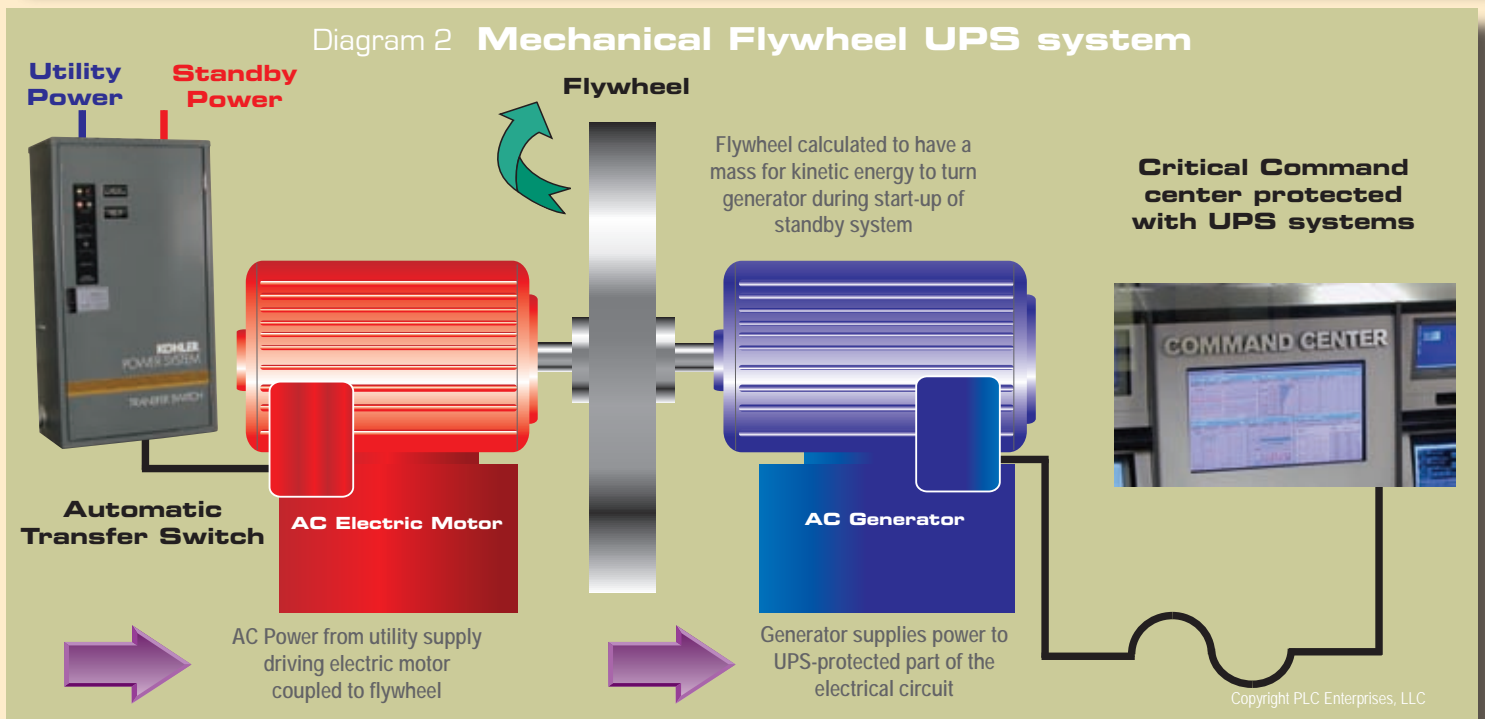 Diagram 2 Mechanical Flywheel UPS system
Utility
Power
Standby
Power
Flywheel
Flywheel calculated to have a
mass for kinetic energy to turn
generator during start-up of
standby system
Critical Command
center protected
with UPS systems
KOHLER
POWER SYSTEM
TRANSFER SWITCH
COMMAND CENTER
Automatic
Transfer Switch
AC Electric Motor
AC Generator
AC Power from utility supply
driving electric motor
coupled to flywheel
Generator supplies power to
UPS-protected part of the
electrical circuit
Copyright PLC Enterprises, LLC